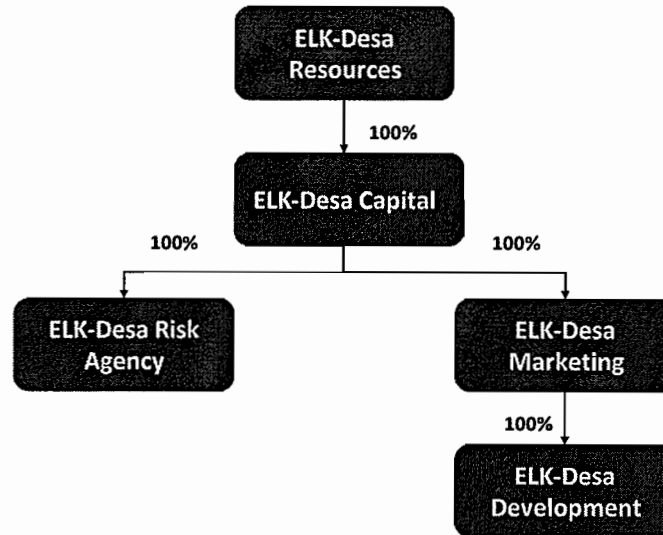 ELK-Desa
Resources
100%
ELK-Desa Capital
100%
100%
ELK-Desa Risk
Agency
ELK-Desa
Marketing
100%
ELK-Desa
Development